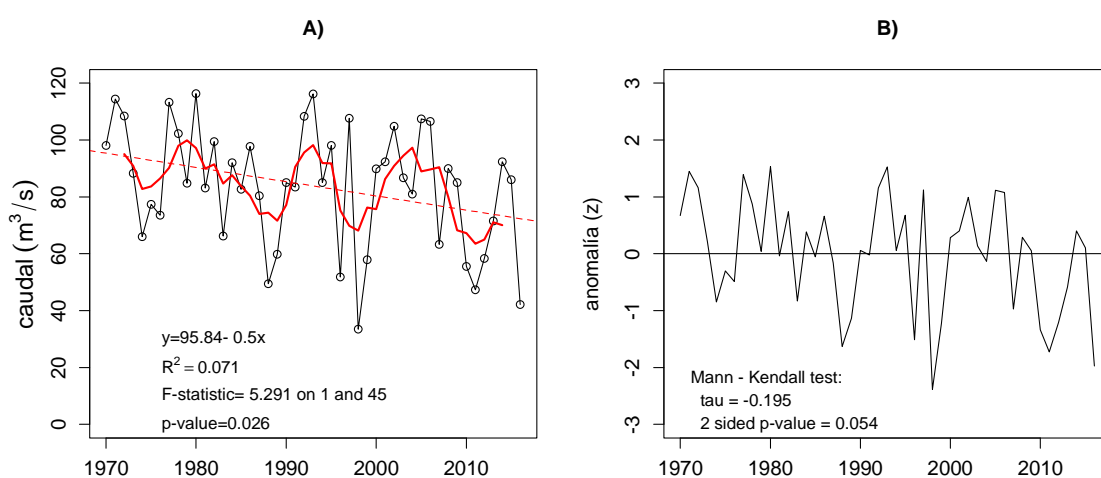 A)
caudal (m³/s)
120
100
80
60
40
20
0
y=95.84- 0.5x
R² = 0.071
F-statistic= 5.291 on 1 and 45
p-value=0.026
1970 1980 1990 2000 2010
B)
anomalía (z)
3
2
1
0
-1
-2
-3
Mann - Kendall test:
tau = -0.195
2 sided p-value = 0.054
1970 1980 1990 2000 2010